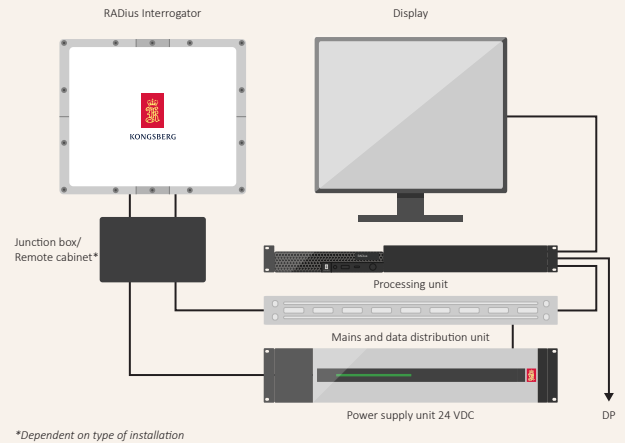 RADius Interrogator
Display
KONGSBERG
Junction box/
Remote cabinet*
Processing unit
Mains and data distribution unit
Power supply unit 24 VDC
DP
*Dependent on type of installation